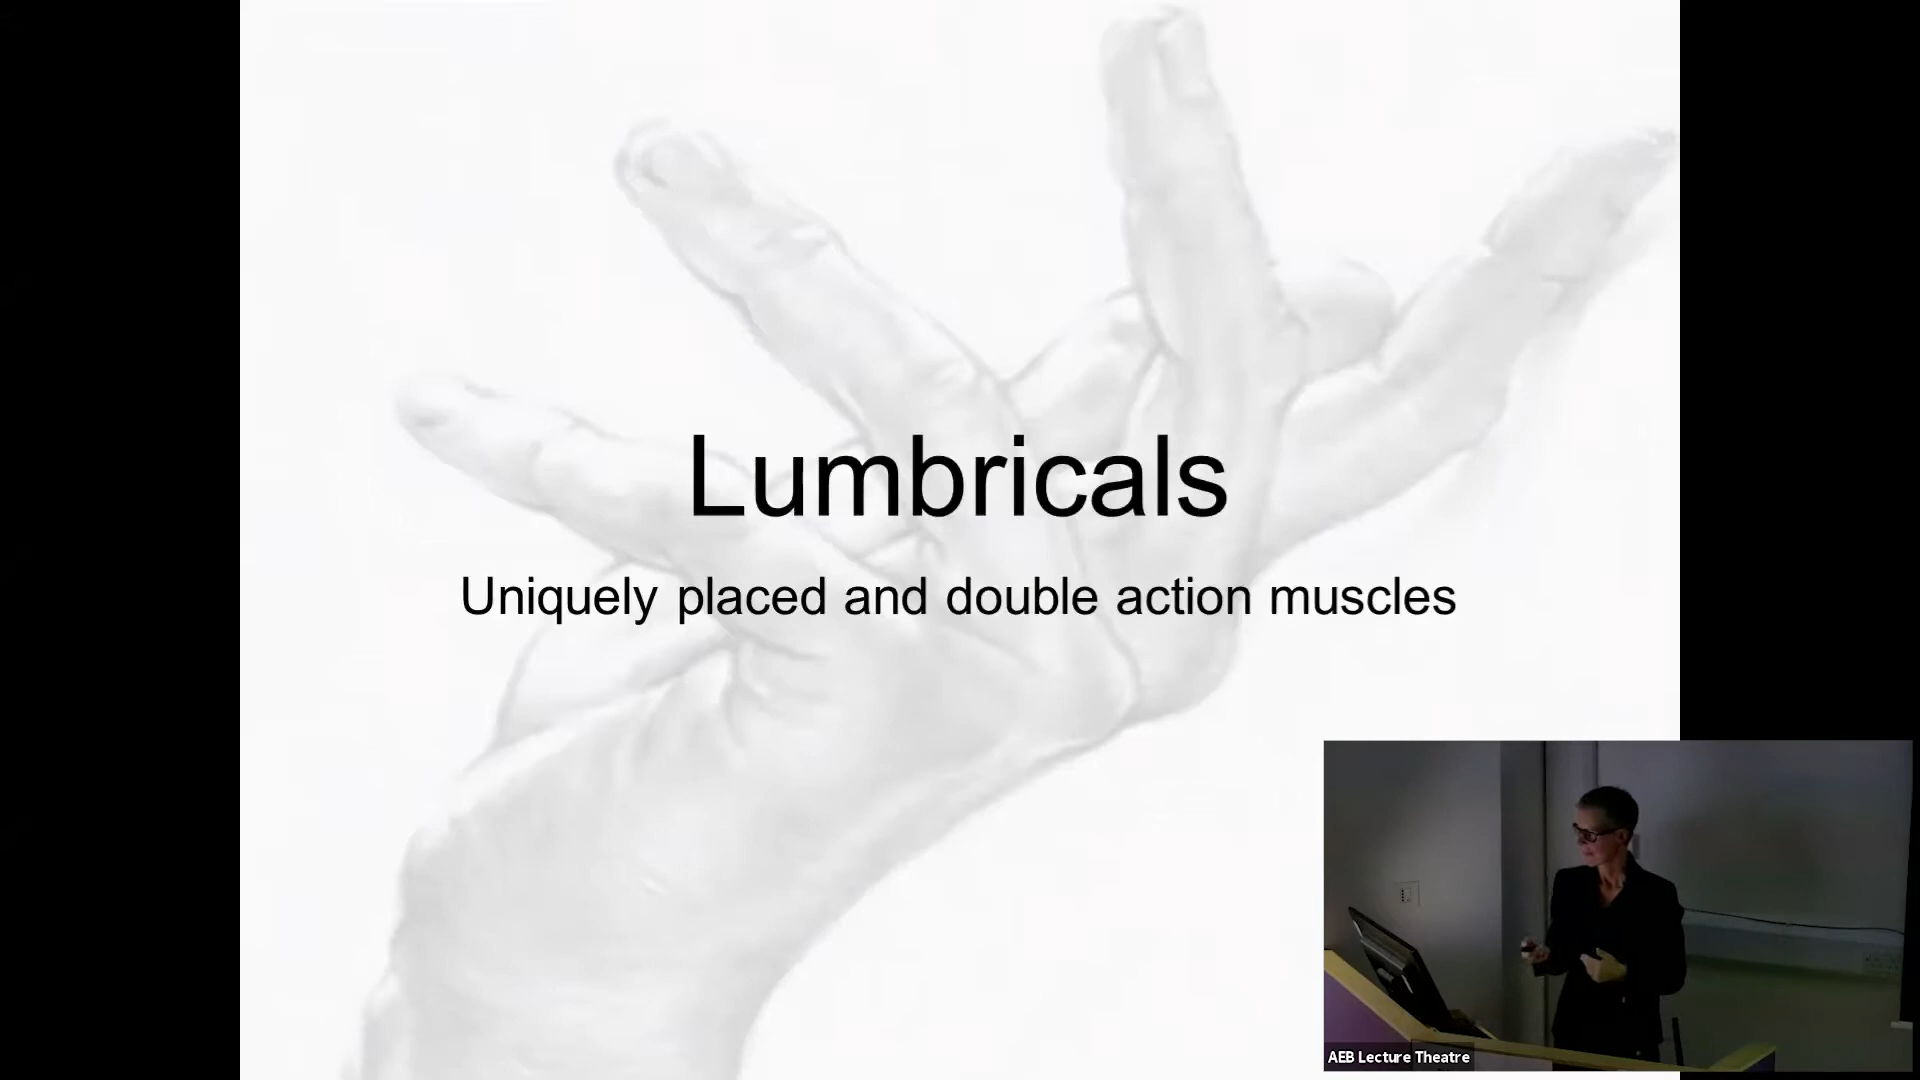 Lumbricals
Uniquely placed and double action muscles
AEB Lecture Theatre